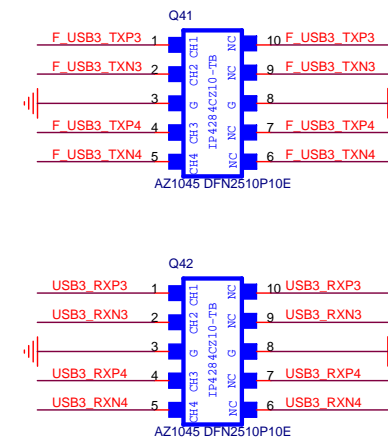 Q41
F_USB3_TXP3 1 CH1 NC 10 F_USB3_TXP3
F_USB3_TXN3 2 CH2 NC 9 F_USB3_TXN3
3 G G 8
F_USB3_TXP4 4 CH3 NC 7 F_USB3_TXP4
F_USB3_TXN4 5 CH4 NC 6 F_USB3_TXN4
IP4284CZ10-TB
AZ1045 DFN2510P10E
Q42
USB3_RXP3 1 CH1 NC 10 USB3_RXP3
USB3_RXN3 2 CH2 NC 9 USB3_RXN3
3 G G 8
USB3_RXP4 4 CH3 NC 7 USB3_RXP4
USB3_RXN4 5 CH4 NC 6 USB3_RXN4
IP4284CZ10-TB
AZ1045 DFN2510P10E